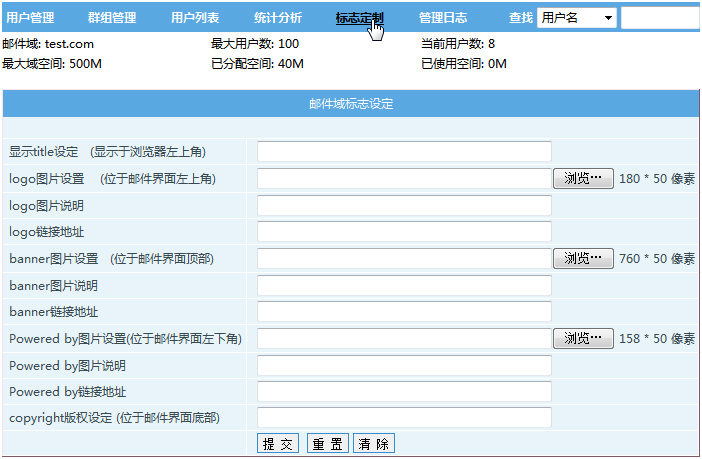 用户管理 群组管理 用户列表 统计分析 标志定制 管理日志 查找 用户名
邮件域: test.com 最大用户数: 100 当前用户数: 8
最大域空间: 500M 已分配空间: 40M 已使用空间: 0M
邮件域标志设定
显示title设定 (显示于浏览器左上角)
logo图片设置 (位于邮件界面左上角) 浏览… 180 * 50 像素
logo图片说明
logo链接地址
banner图片设置 (位于邮件界面顶部) 浏览… 760 * 50 像素
banner图片说明
banner链接地址
Powered by图片设置(位于邮件界面左下角) 浏览… 158 * 50 像素
Powered by图片说明
Powered by链接地址
copyright版权设定 (位于邮件界面底部)
提 交 重 置 清 除